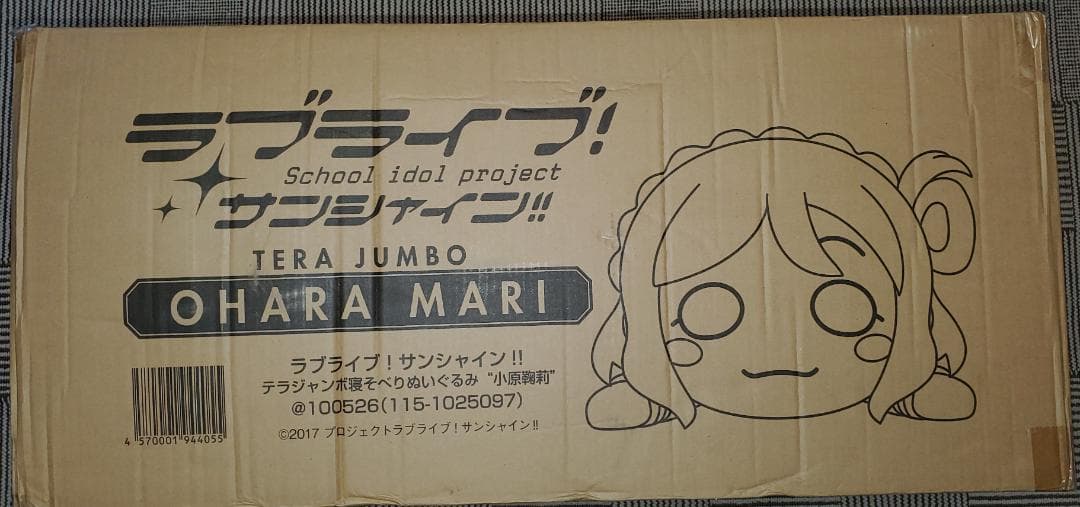 ラブライブ!
School idol project
サンシャイン!!
TERA JUMBO
OHARA MARI
ラブライブ!サンシャイン!!
テラジャンボ寝そべりぬいぐるみ “小原鞠莉”
@100526(115-1025097)
©2017 プロジェクトラブライブ!サンシャイン!!
4 570001 944055